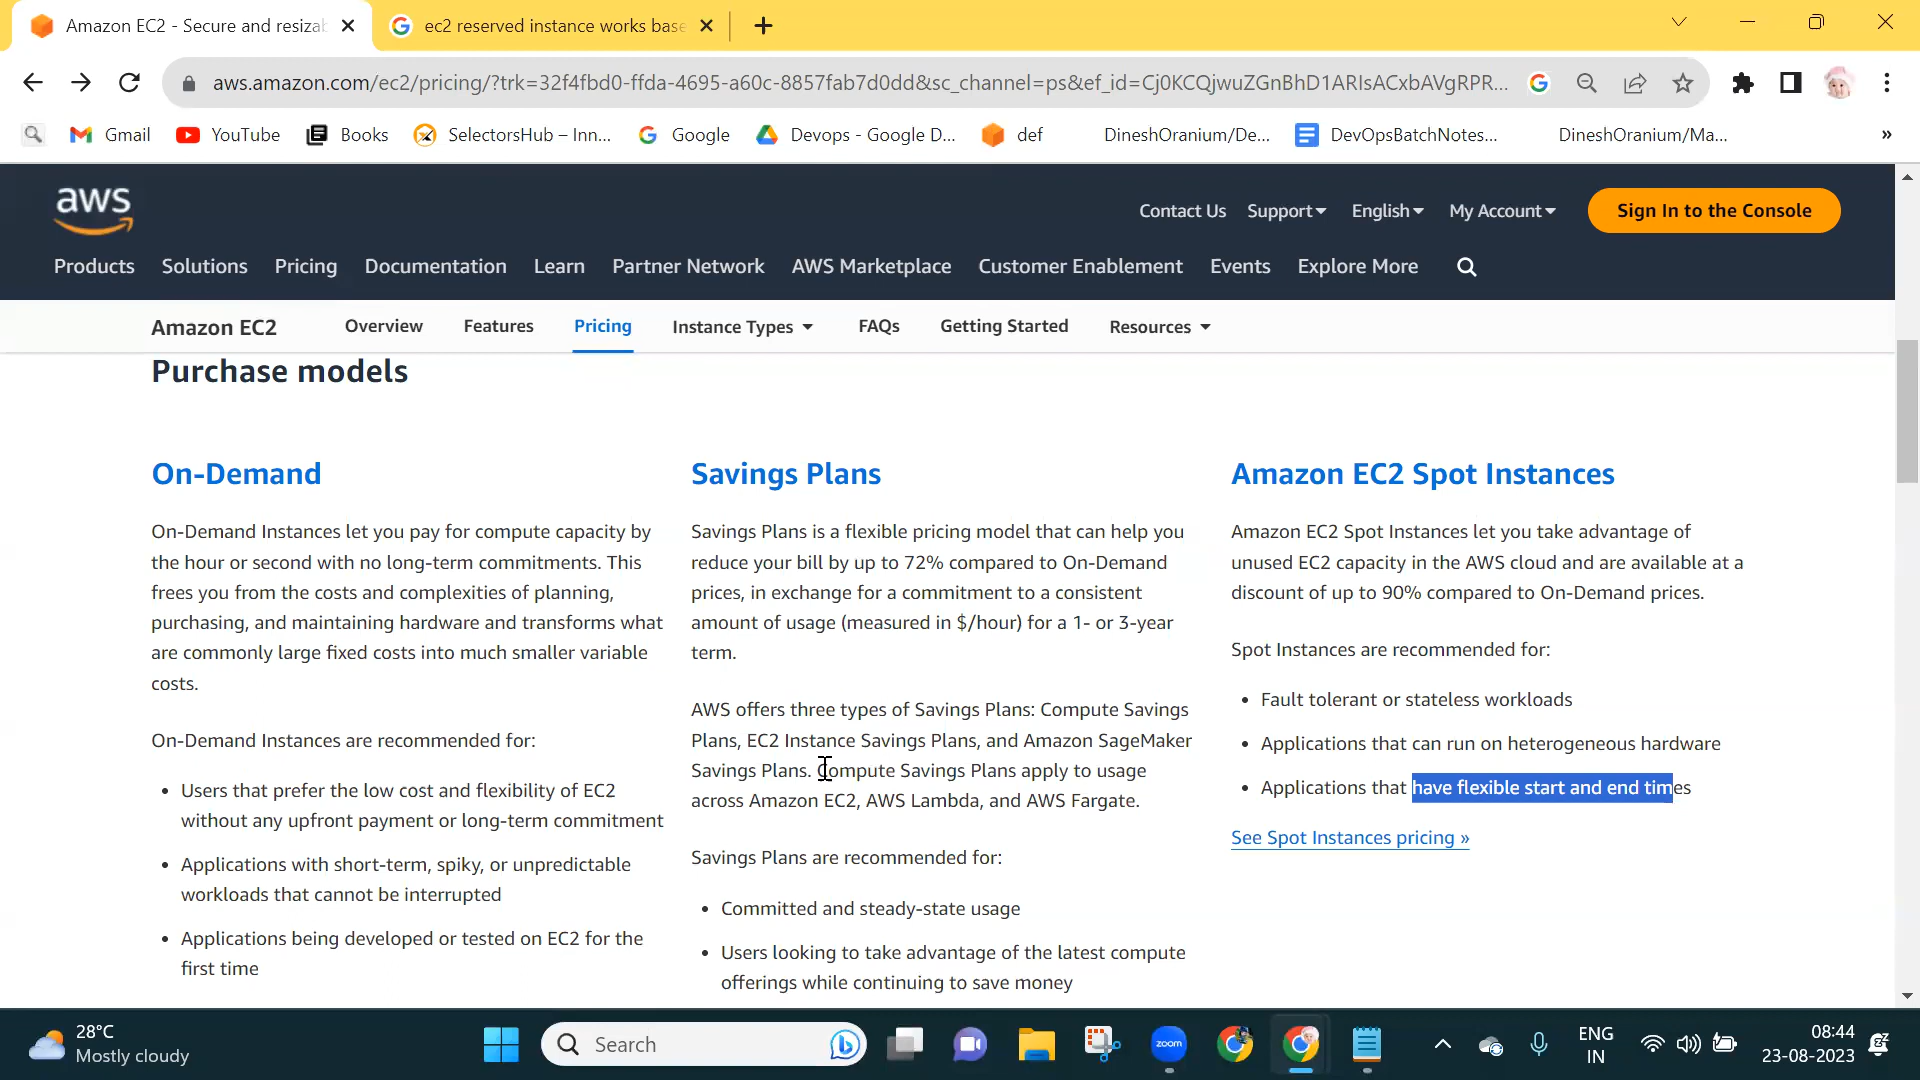 Amazon EC2 - Secure and resizab
ec2 reserved instance works base
aws.amazon.com/ec2/pricing/?trk=32f4fbd0-ffda-4695-a60c-8857fab7d0dd&sc_channel=ps&ef_id=Cj0KCQjwuZGnBhD1ARIsACxbAVgRPR...
Gmail YouTube Books SelectorsHub – Inn... Google Devops - Google D... def DineshOranium/De... DevOpsBatchNotes... DineshOranium/Ma... »
aws
Contact Us Support English My Account Sign In to the Console
Products Solutions Pricing Documentation Learn Partner Network AWS Marketplace Customer Enablement Events Explore More
Amazon EC2 Overview Features Pricing Instance Types FAQs Getting Started Resources
Purchase models
On-Demand
On-Demand Instances let you pay for compute capacity by
the hour or second with no long-term commitments. This
frees you from the costs and complexities of planning,
purchasing, and maintaining hardware and transforms what
are commonly large fixed costs into much smaller variable
costs.
On-Demand Instances are recommended for:
• Users that prefer the low cost and flexibility of EC2
without any upfront payment or long-term commitment
• Applications with short-term, spiky, or unpredictable
workloads that cannot be interrupted
• Applications being developed or tested on EC2 for the
first time
Savings Plans
Savings Plans is a flexible pricing model that can help you
reduce your bill by up to 72% compared to On-Demand
prices, in exchange for a commitment to a consistent
amount of usage (measured in $/hour) for a 1- or 3-year
term.
AWS offers three types of Savings Plans: Compute Savings
Plans, EC2 Instance Savings Plans, and Amazon SageMaker
Savings Plans. Compute Savings Plans apply to usage
across Amazon EC2, AWS Lambda, and AWS Fargate.
Savings Plans are recommended for:
• Committed and steady-state usage
• Users looking to take advantage of the latest compute
offerings while continuing to save money
Amazon EC2 Spot Instances
Amazon EC2 Spot Instances let you take advantage of
unused EC2 capacity in the AWS cloud and are available at a
discount of up to 90% compared to On-Demand prices.
Spot Instances are recommended for:
• Fault tolerant or stateless workloads
• Applications that can run on heterogeneous hardware
• Applications that have flexible start and end times
See Spot Instances pricing »
28°C
Mostly cloudy
Search
zoom
ENG
IN
08:44
23-08-2023